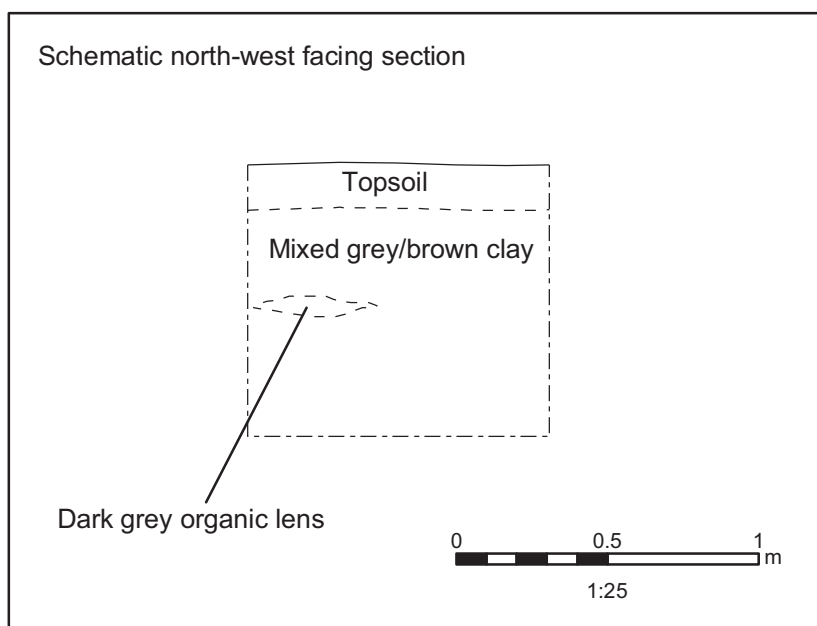 Schematic north-west facing section
Topsoil
Mixed grey/brown clay
Dark grey organic lens
0 0.5 1
m
1:25